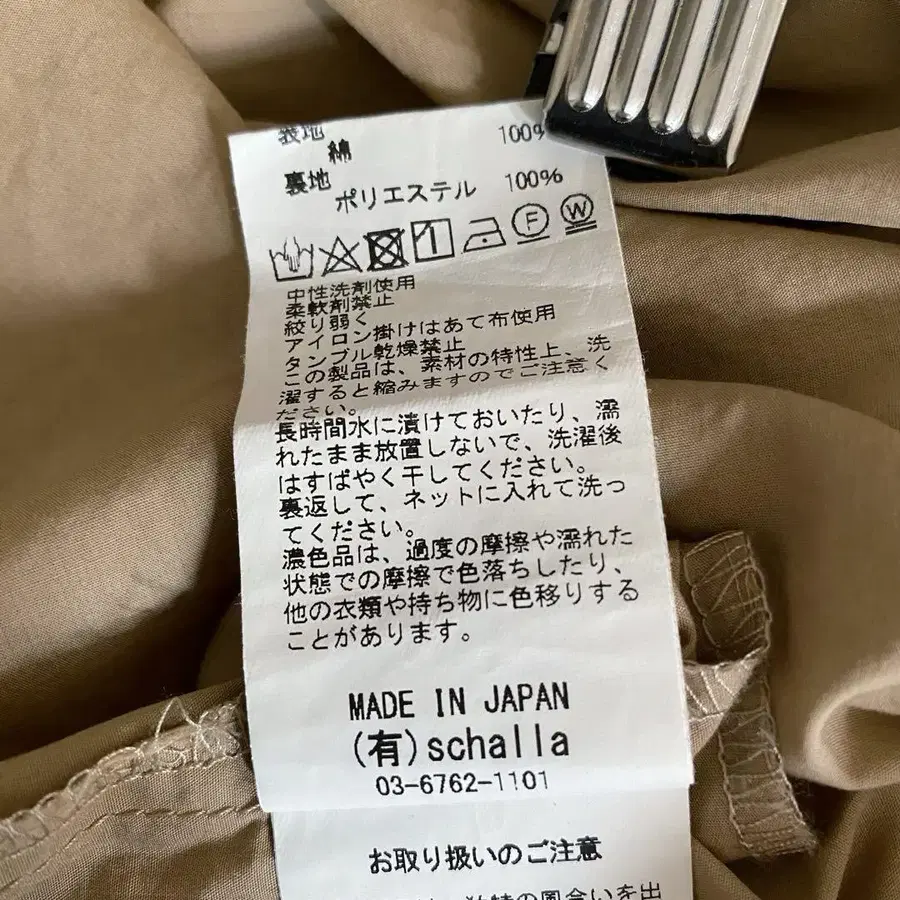 表地
綿 100%
裏地
ポリエステル 100%
F W
中性洗剤使用
柔軟剤禁止
絞り弱く
アイロン掛けはあて布使用
タンブル乾燥禁止
この製品は、素材の特性上、洗
濯すると縮みますのでご注意く
ださい。
長時間水に漬けておいたり、濡
れたまま放置しないで、洗濯後
はすばやく干してください。
裏返して、ネットに入れて洗っ
てください。
濃色品は、過度の摩擦や濡れた
状態での摩擦で色落ちしたり、
他の衣類や持ち物に色移りする
ことがあります。
MADE IN JAPAN
(有)schalla
03-6762-1101
お取り扱いのご注意
風合いを出